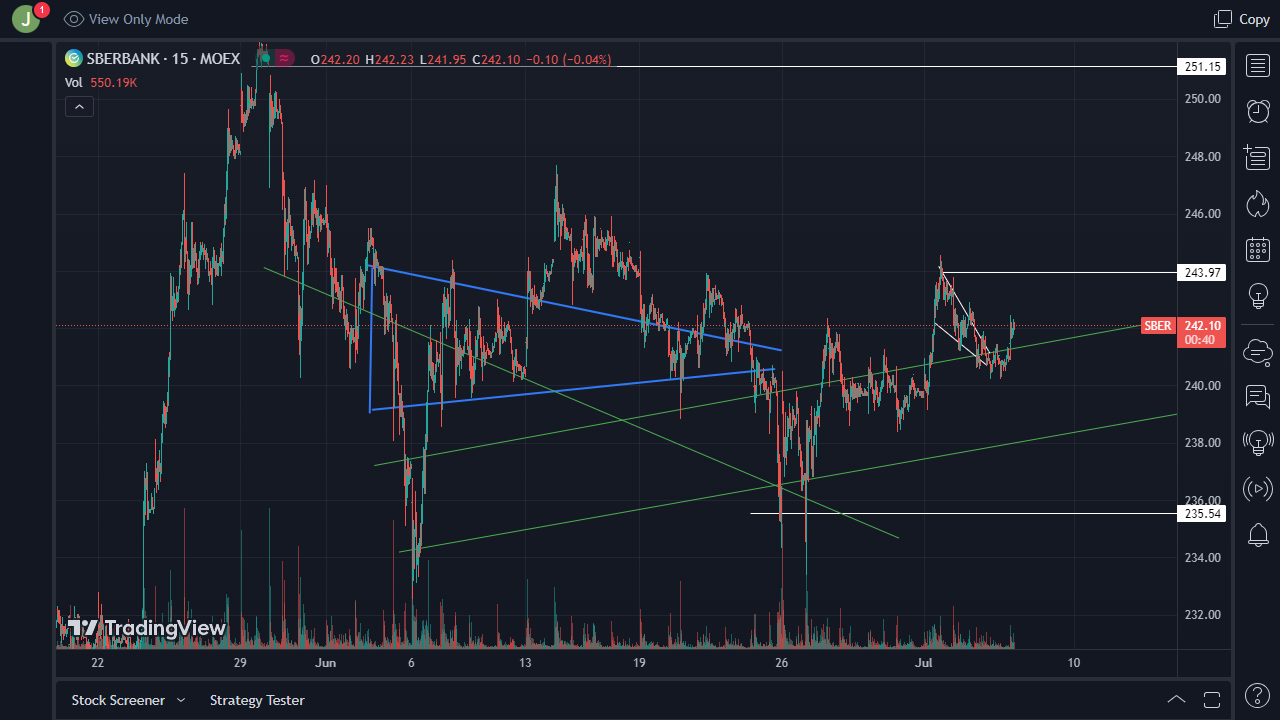 J
1
View Only Mode
Copy
SBERBANK · 15 · MOEX
O242.20 H242.23 L241.95 C242.10 −0.10 (−0.04%)
Vol 550.19K
251.15
250.00
248.00
246.00
243.97
SBER 242.10
00:40
240.00
238.00
236.00
235.54
234.00
232.00
TradingView
22 29 Jun 6 13 19 26 Jul 10
Stock Screener
Strategy Tester